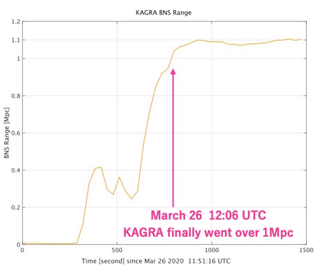 KAGRA BNS Range
1.2
1.1
1
0.8
0.6
0.4
0.2
0
BNS Range [Mpc]
March 26 12:06 UTC
KAGRA finally went over 1Mpc
0 500 1000 1500
Time [second] since Mar 26 2020 11:51:16 UTC